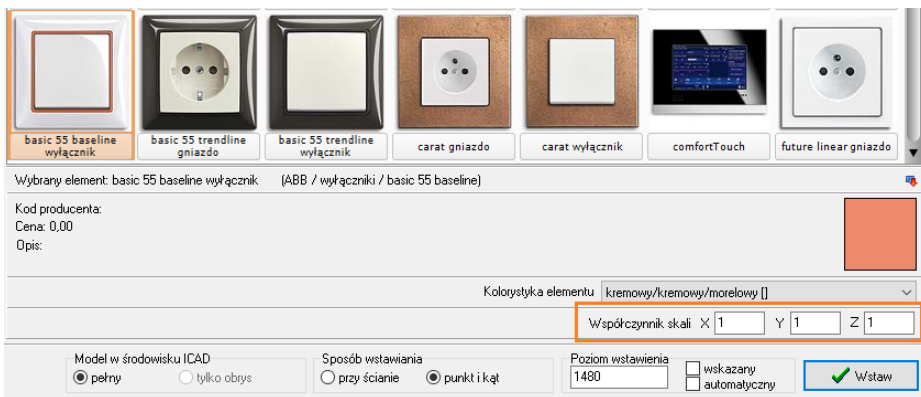 basic 55 baseline
wyłącznik
basic 55 trendline
gniazdo
basic 55 trendline
wyłącznik
carat gniazdo
carat wyłącznik
comfortTouch
future linear gniazdo
Wybrany element: basic 55 baseline wyłącznik (ABB / wyłączniki / basic 55 baseline)
Kod producenta:
Cena: 0,00
Opis:
Kolorystyka elementu kremowy/kremowy/morelowy []
Współczynnik skali X 1 Y 1 Z 1
Model w środowisku ICAD
pełny tylko obrys
Sposób wstawiania
przy ścianie punkt i kąt
Poziom wstawienia
1480
wskazany
automatyczny
Wstaw